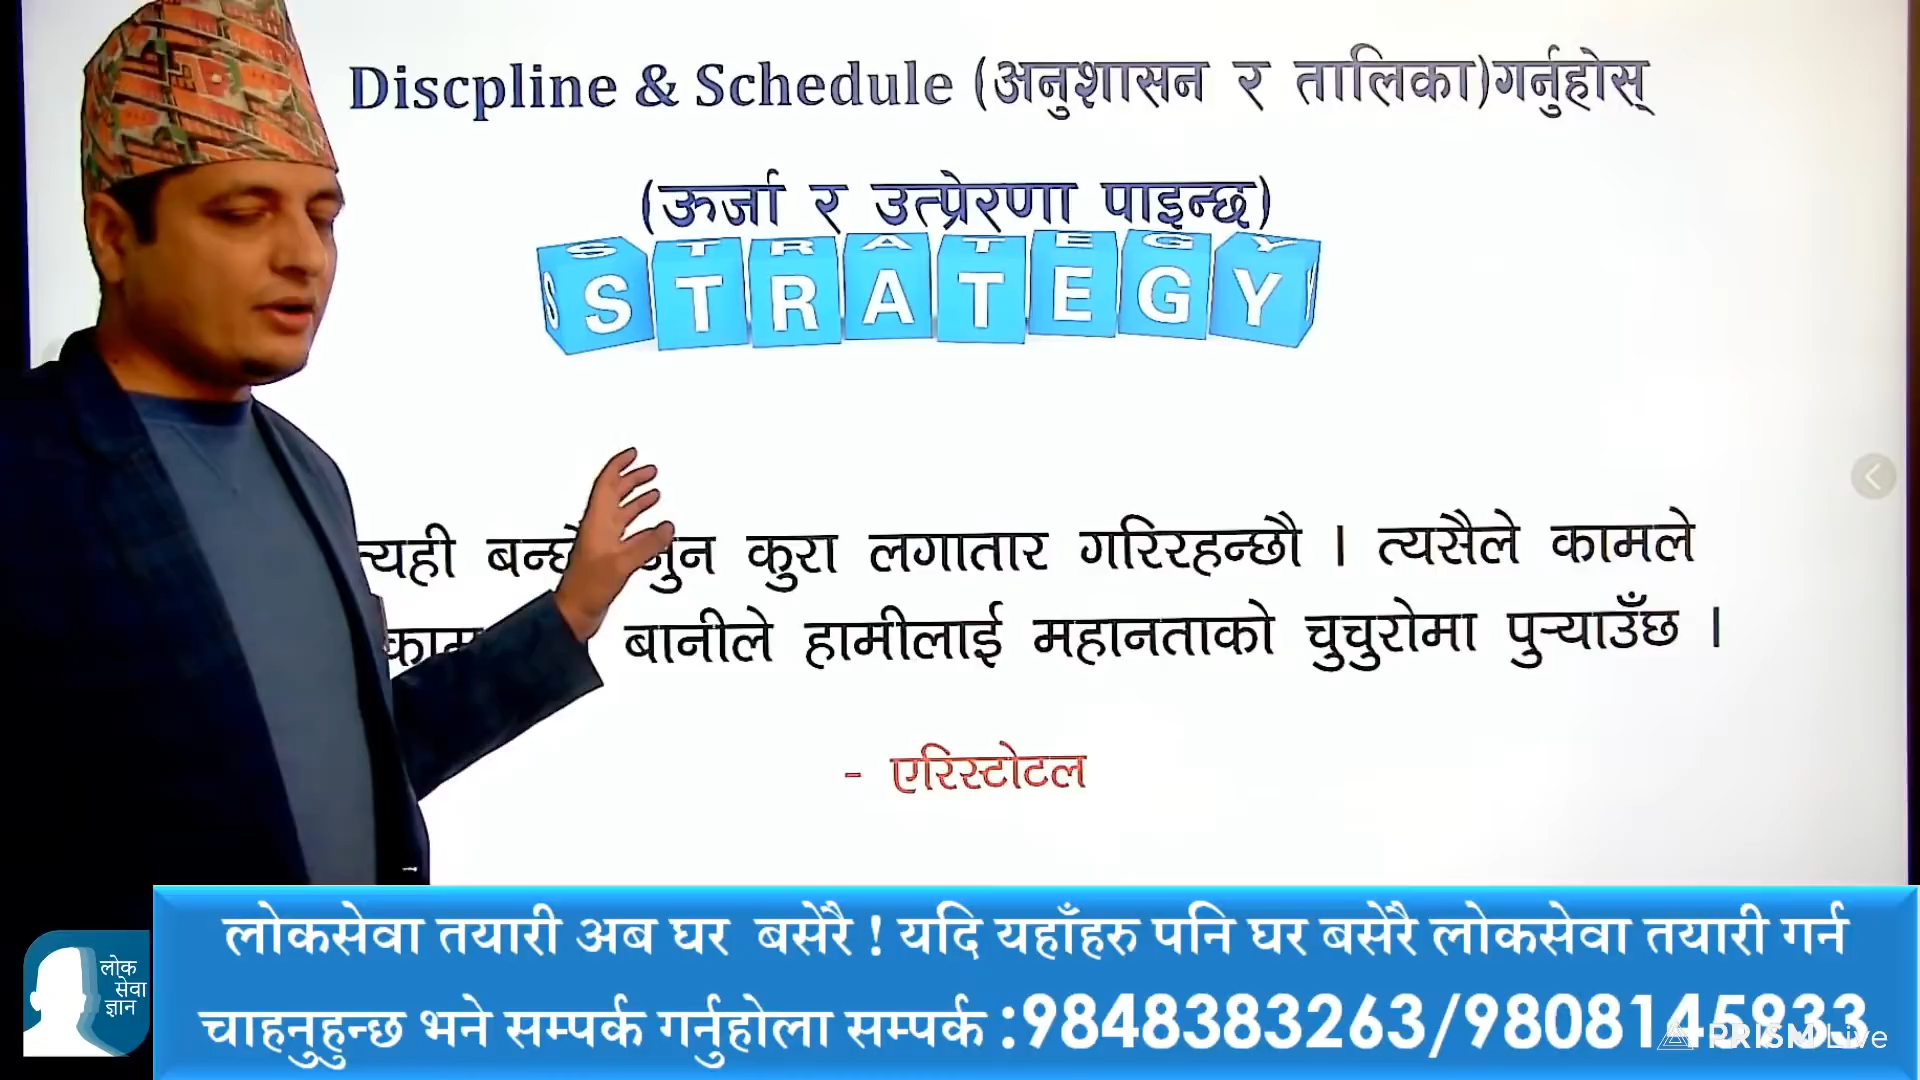 Discpline & Schedule (अनुशासन र तालिका)गर्नुहोस्
(ऊर्जा र उत्प्रेरणा पाइन्छ)
STRATEGY
त्यही कुरा लगातार गरिरहन्छौ । त्यसैले कामले
बानीले हामीलाई महानताको चुचुरोमा पुऱ्याउँछ ।
- एरिस्टोटल
लोकसेवा तयारी अब घर बसेरै ! यदि यहाँहरु पनि घर बसेरै लोकसेवा तयारी गर्न
चाहनुहुन्छ भने सम्पर्क गर्नुहोला सम्पर्क :9848383263/9808145933
लोक
सेवा
ज्ञान
PRISM Live